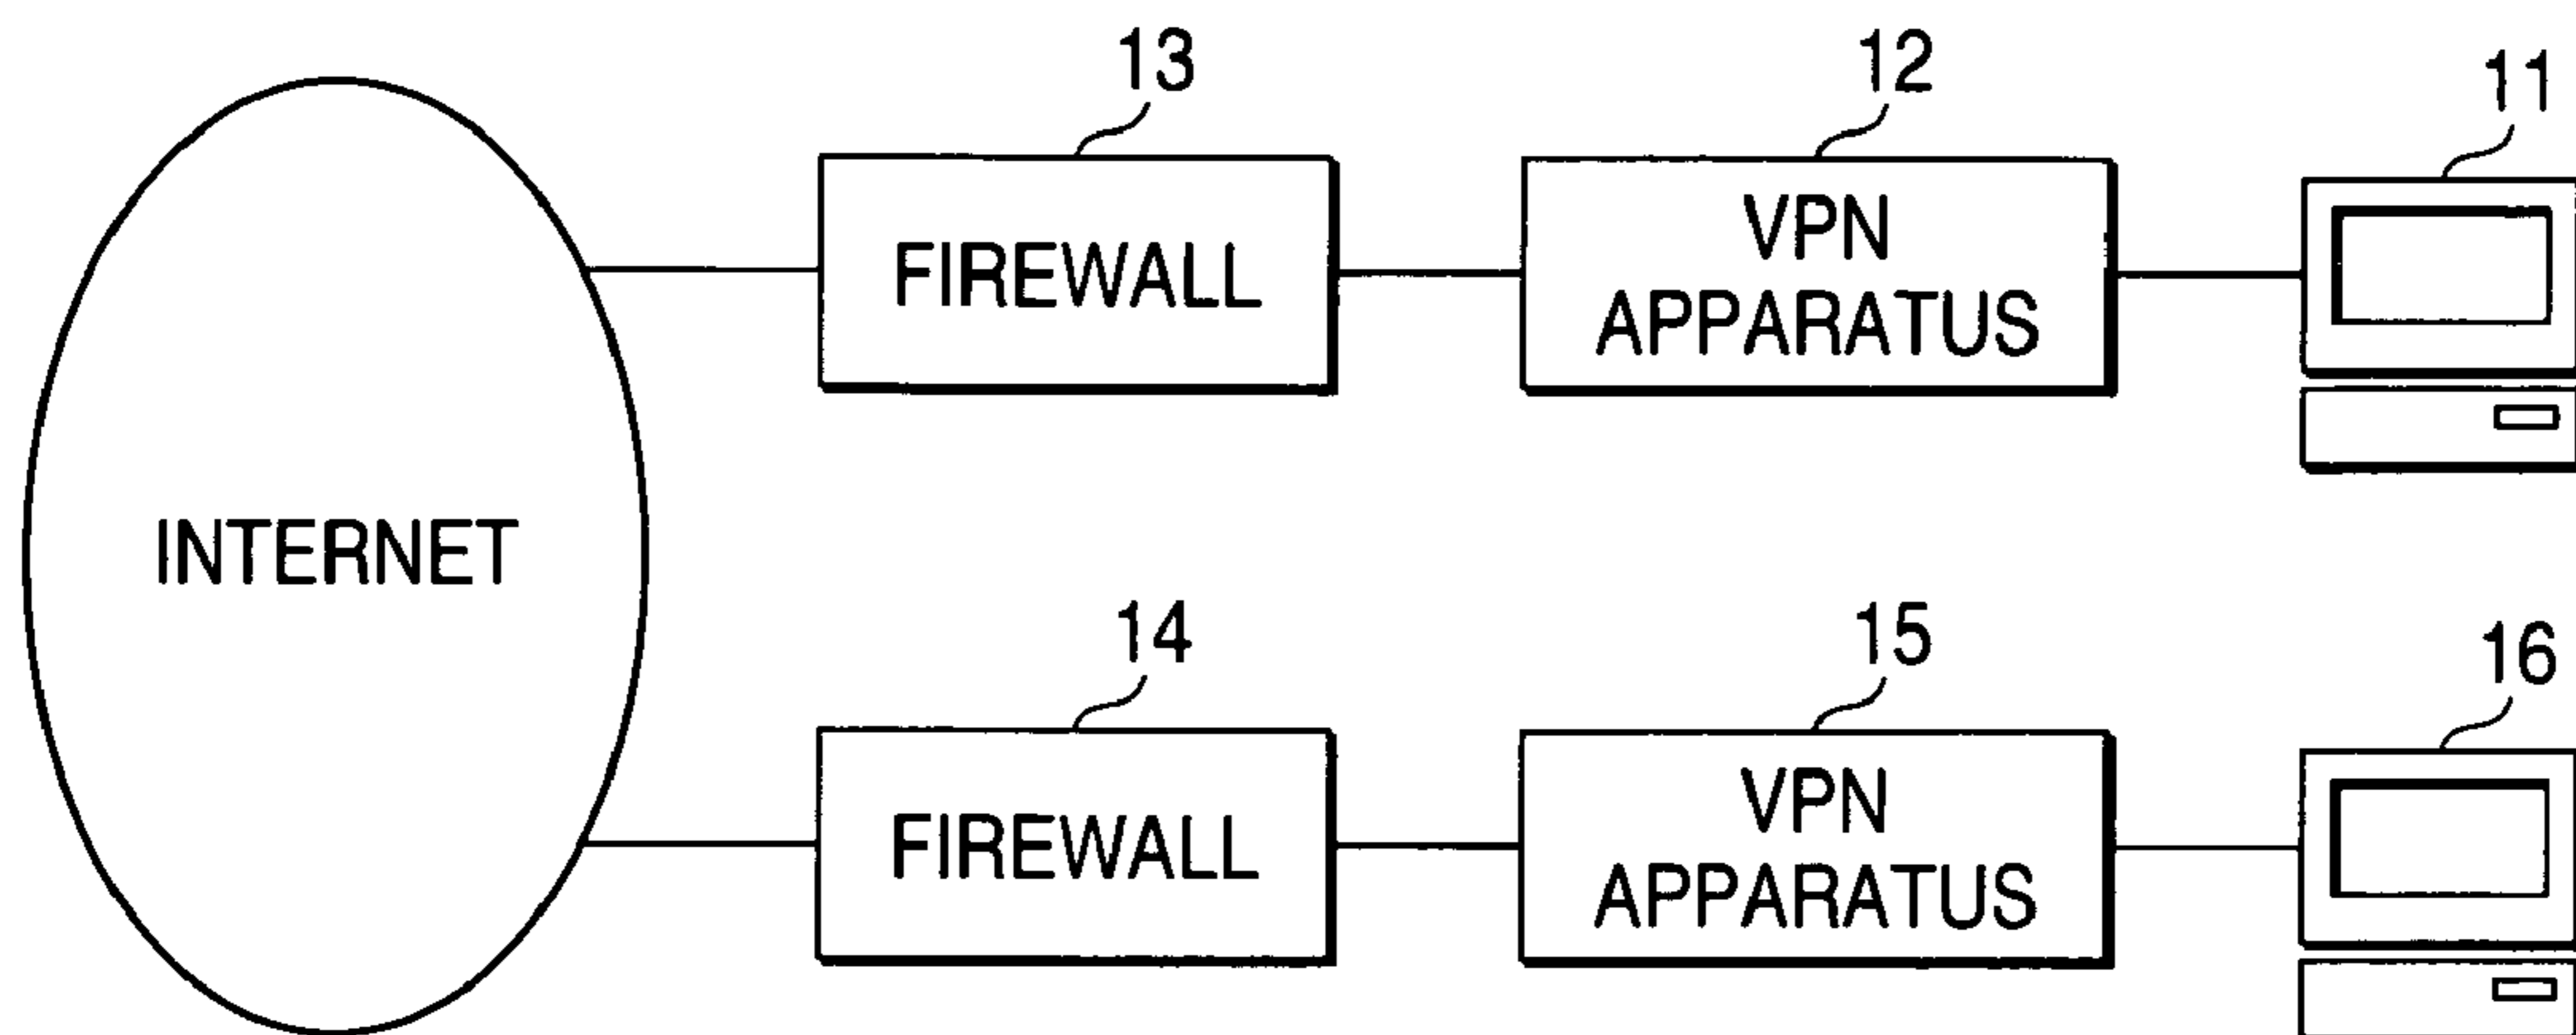 13
12
11
FIREWALL
VPN
APPARATUS
INTERNET
14
15
16
FIREWALL
VPN
APPARATUS